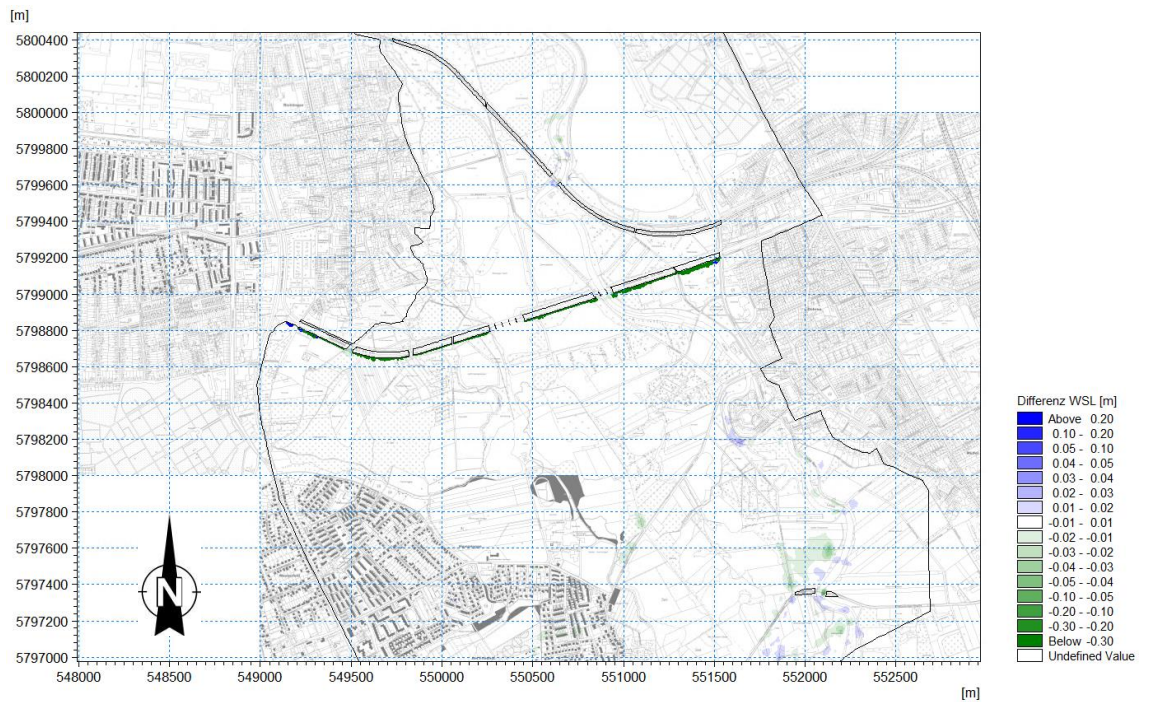 [m]
5800400
5800200
5800000
5799800
5799600
5799400
5799200
5799000
5798800
5798600
5798400
5798200
5798000
5797800
5797600
5797400
5797200
5797000
548000 548500 549000 549500 550000 550500 551000 551500 552000 552500
[m]
N
Differenz WSL [m]
Above 0.20
0.10 - 0.20
0.05 - 0.10
0.04 - 0.05
0.03 - 0.04
0.02 - 0.03
0.01 - 0.02
-0.01 - 0.01
-0.02 - -0.01
-0.03 - -0.02
-0.04 - -0.03
-0.05 - -0.04
-0.10 - -0.05
-0.20 - -0.10
-0.30 - -0.20
Below -0.30
Undefined Value